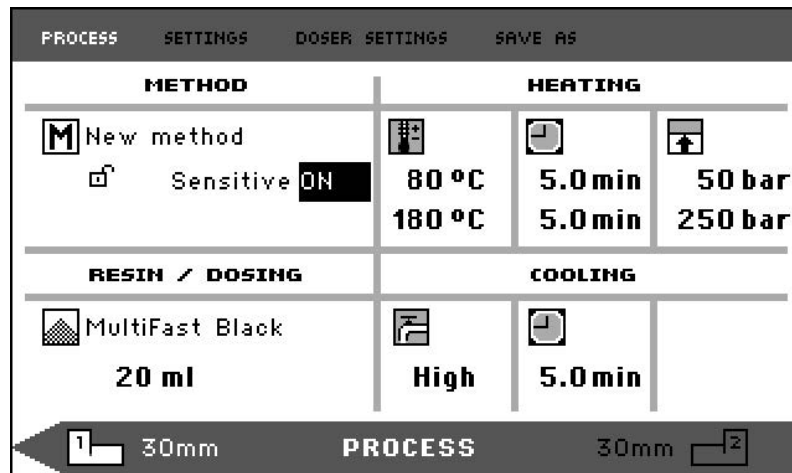 PROCESS SETTINGS DOSER SETTINGS SAVE AS
METHOD HEATING
M New method
Sensitive ON 80 ºC 5.0 min 50 bar
180 ºC 5.0 min 250 bar
RESIN / DOSING COOLING
MultiFast Black
20 ml High 5.0 min
1 30mm PROCESS 30mm 2